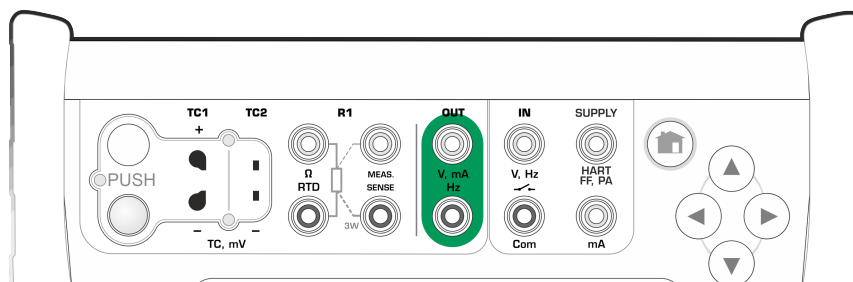 TC1 TC2 R1 OUT IN SUPPLY
+
PUSH
Ω
RTD
MEAS.
SENSE
V, mA
Hz
V, Hz
HART
FF, PA
3W
– –
TC, mV
Com
mA